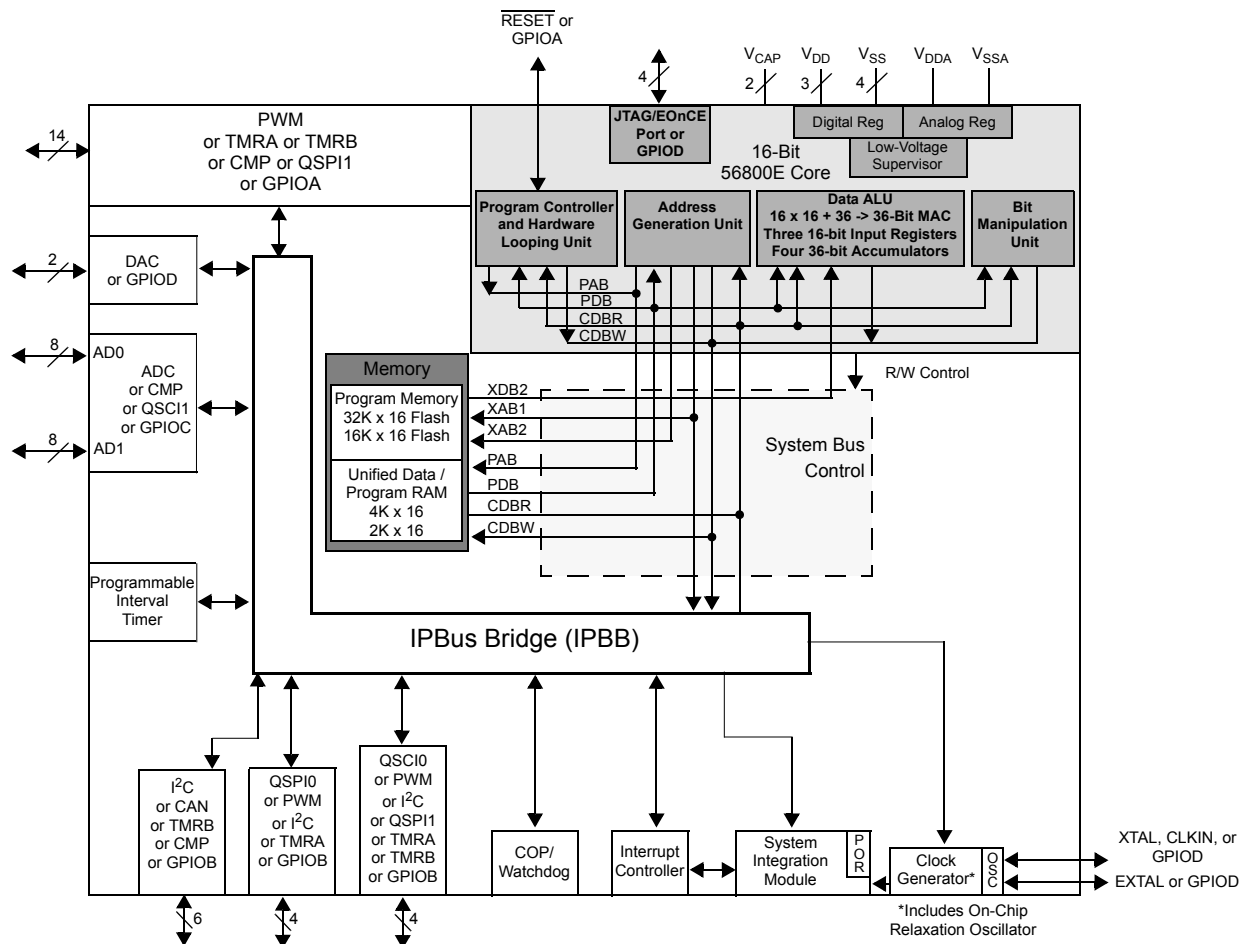 RESET or
GPIOA
4
VCAP
VDD
VSS
VDDA
VSSA
2
3
4
PWM
or TMRA or TMRB
or CMP or QSPI1
or GPIOA
14
JTAG/EOnCE
Port or
GPIOD
Digital Reg
Analog Reg
Low-Voltage
Supervisor
16-Bit
56800E Core
Program Controller
and Hardware
Looping Unit
Address
Generation Unit
Data ALU
16 x 16 + 36 -> 36-Bit MAC
Three 16-bit Input Registers
Four 36-bit Accumulators
Bit
Manipulation
Unit
2
DAC
or GPIOD
PAB
PDB
CDBR
CDBW
8
AD0
ADC
or CMP
or QSCI1
or GPIOC
8
AD1
Memory
Program Memory
32K x 16 Flash
16K x 16 Flash
Unified Data /
Program RAM
4K x 16
2K x 16
XDB2
XAB1
XAB2
PAB
PDB
CDBR
CDBW
R/W Control
System Bus
Control
Programmable
Interval
Timer
IPBus Bridge (IPBB)
I2C
or CAN
or TMRB
or CMP
or GPIOB
6
QSPI0
or PWM
or I2C
or TMRA
or GPIOB
4
QSCI0
or PWM
or I2C
or QSPI1
or TMRA
or TMRB
or GPIOB
4
COP/
Watchdog
Interrupt
Controller
System
Integration
Module
POR
Clock
Generator*
OSC
XTAL, CLKIN, or
GPIOD
EXTAL or GPIOD
*Includes On-Chip
Relaxation Oscillator